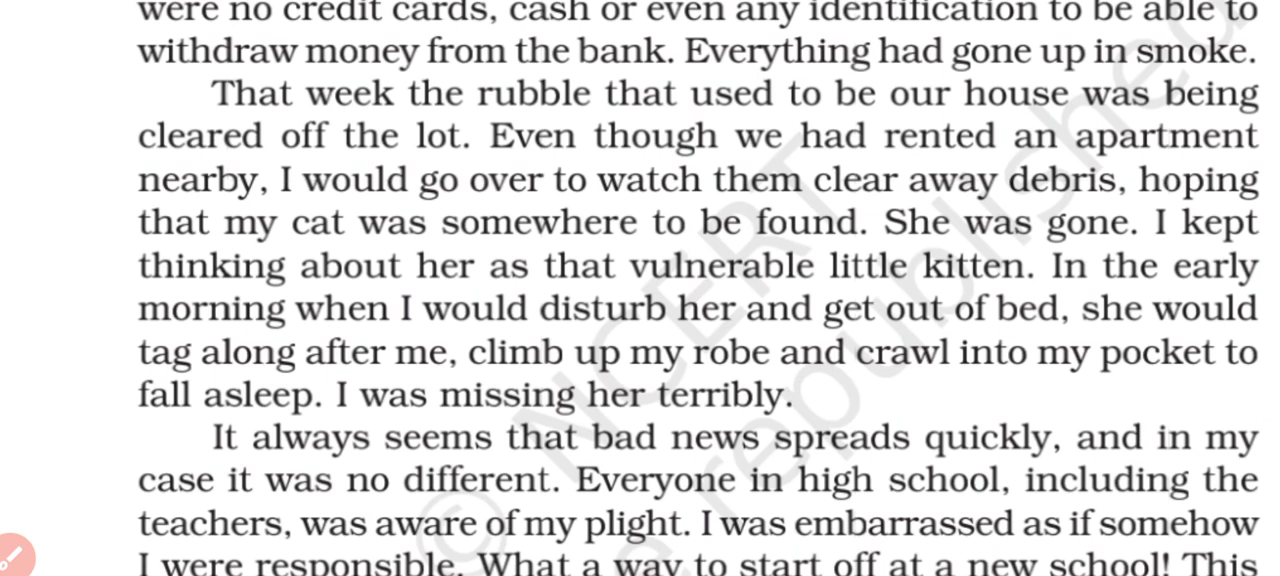 were no credit cards, cash or even any identification to be able to
withdraw money from the bank. Everything had gone up in smoke.
That week the rubble that used to be our house was being
cleared off the lot. Even though we had rented an apartment
nearby, I would go over to watch them clear away debris, hoping
that my cat was somewhere to be found. She was gone. I kept
thinking about her as that vulnerable little kitten. In the early
morning when I would disturb her and get out of bed, she would
tag along after me, climb up my robe and crawl into my pocket to
fall asleep. I was missing her terribly.
It always seems that bad news spreads quickly, and in my
case it was no different. Everyone in high school, including the
teachers, was aware of my plight. I was embarrassed as if somehow
I were responsible. What a way to start off at a new school! This
© NCERT
republished